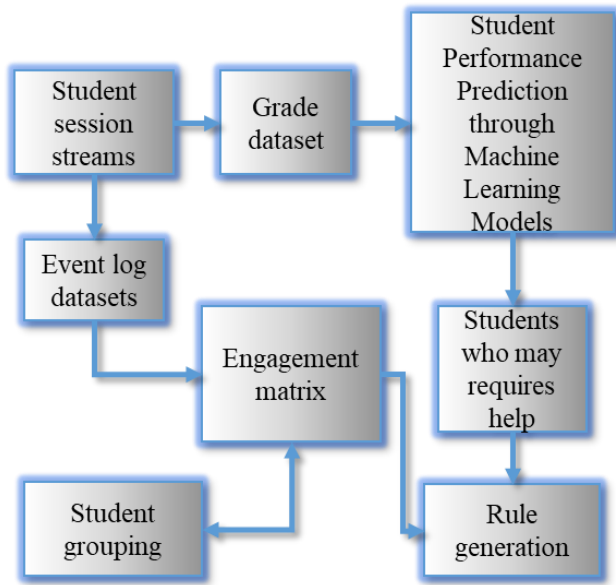 Student
session
streams
Grade
dataset
Student
Performance
Prediction
through
Machine
Learning
Models
Event log
datasets
Engagement
matrix
Students
who may
requires
help
Student
grouping
Rule
generation